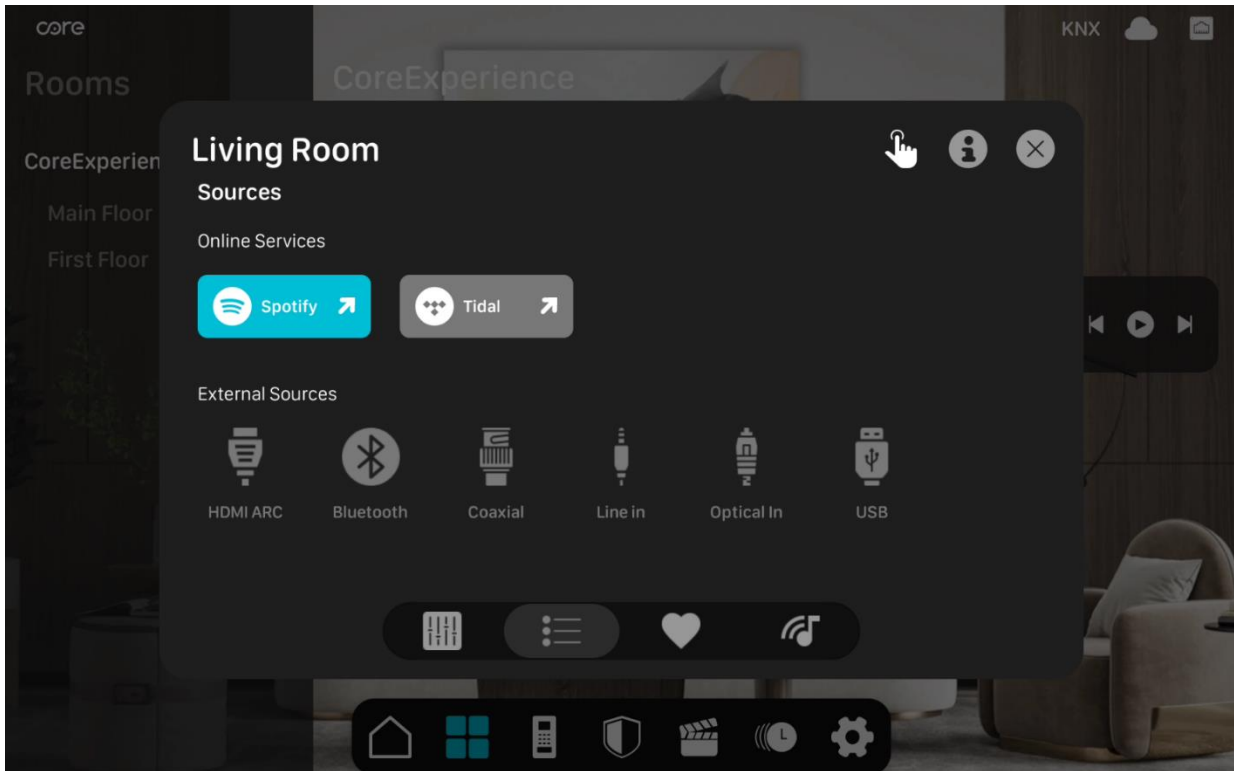 core
KNX
Rooms
CoreExperience
Living Room
CoreExperien
Sources
Main Floor
Online Services
First Floor
Spotify
Tidal
External Sources
HDMI ARC
Bluetooth
Coaxial
Line in
Optical In
USB
L